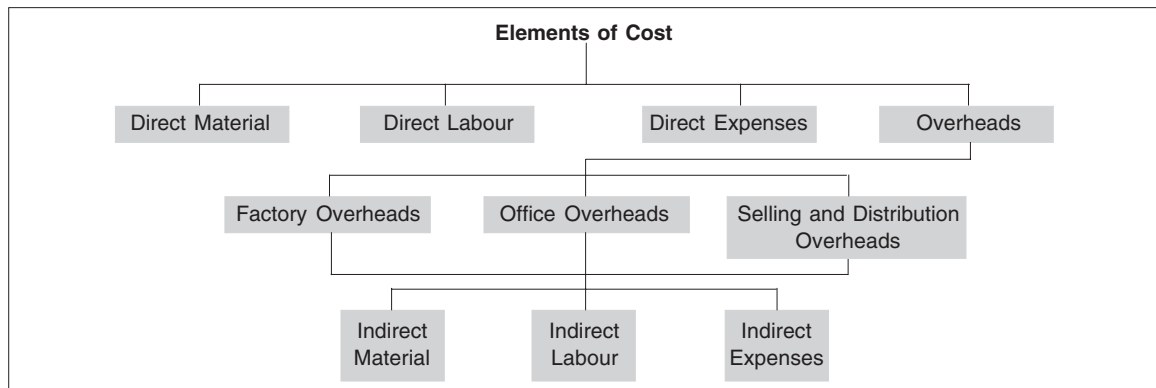 Elements of Cost
Direct Material
Direct Labour
Direct Expenses
Overheads
Factory Overheads
Office Overheads
Selling and Distribution
Overheads
Indirect
Material
Indirect
Labour
Indirect
Expenses